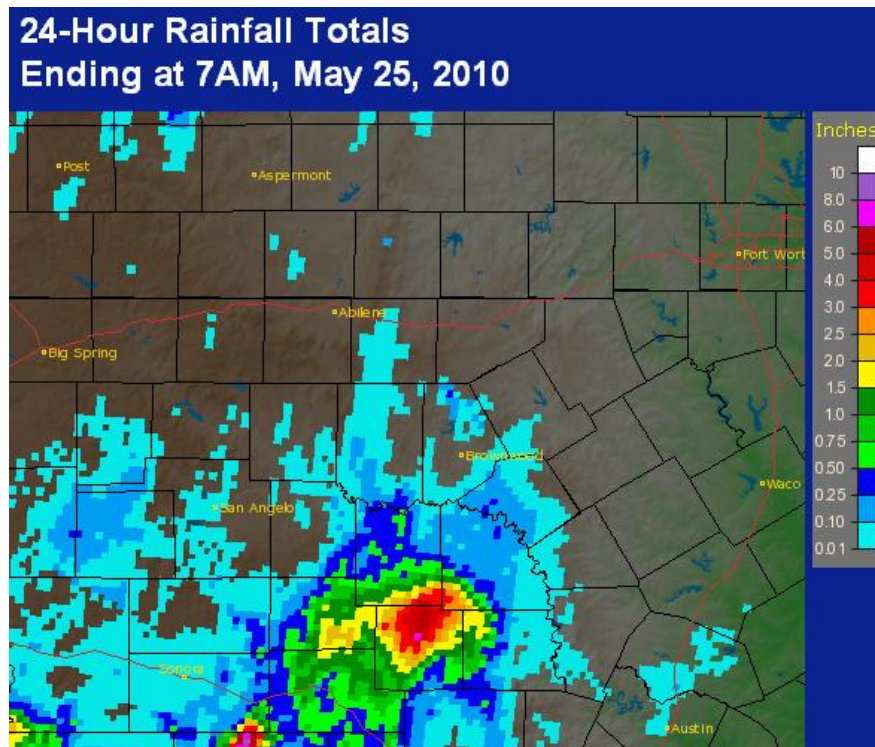 24-Hour Rainfall Totals
Ending at 7AM, May 25, 2010
Inches
10
8.0
6.0
5.0
4.0
3.0
2.5
2.0
1.5
1.0
0.75
0.50
0.25
0.10
0.01
Post
Aspermont
Fort Wort
Abilene
Big Spring
Brownwood
Waco
San Angelo
Sonora
Austin